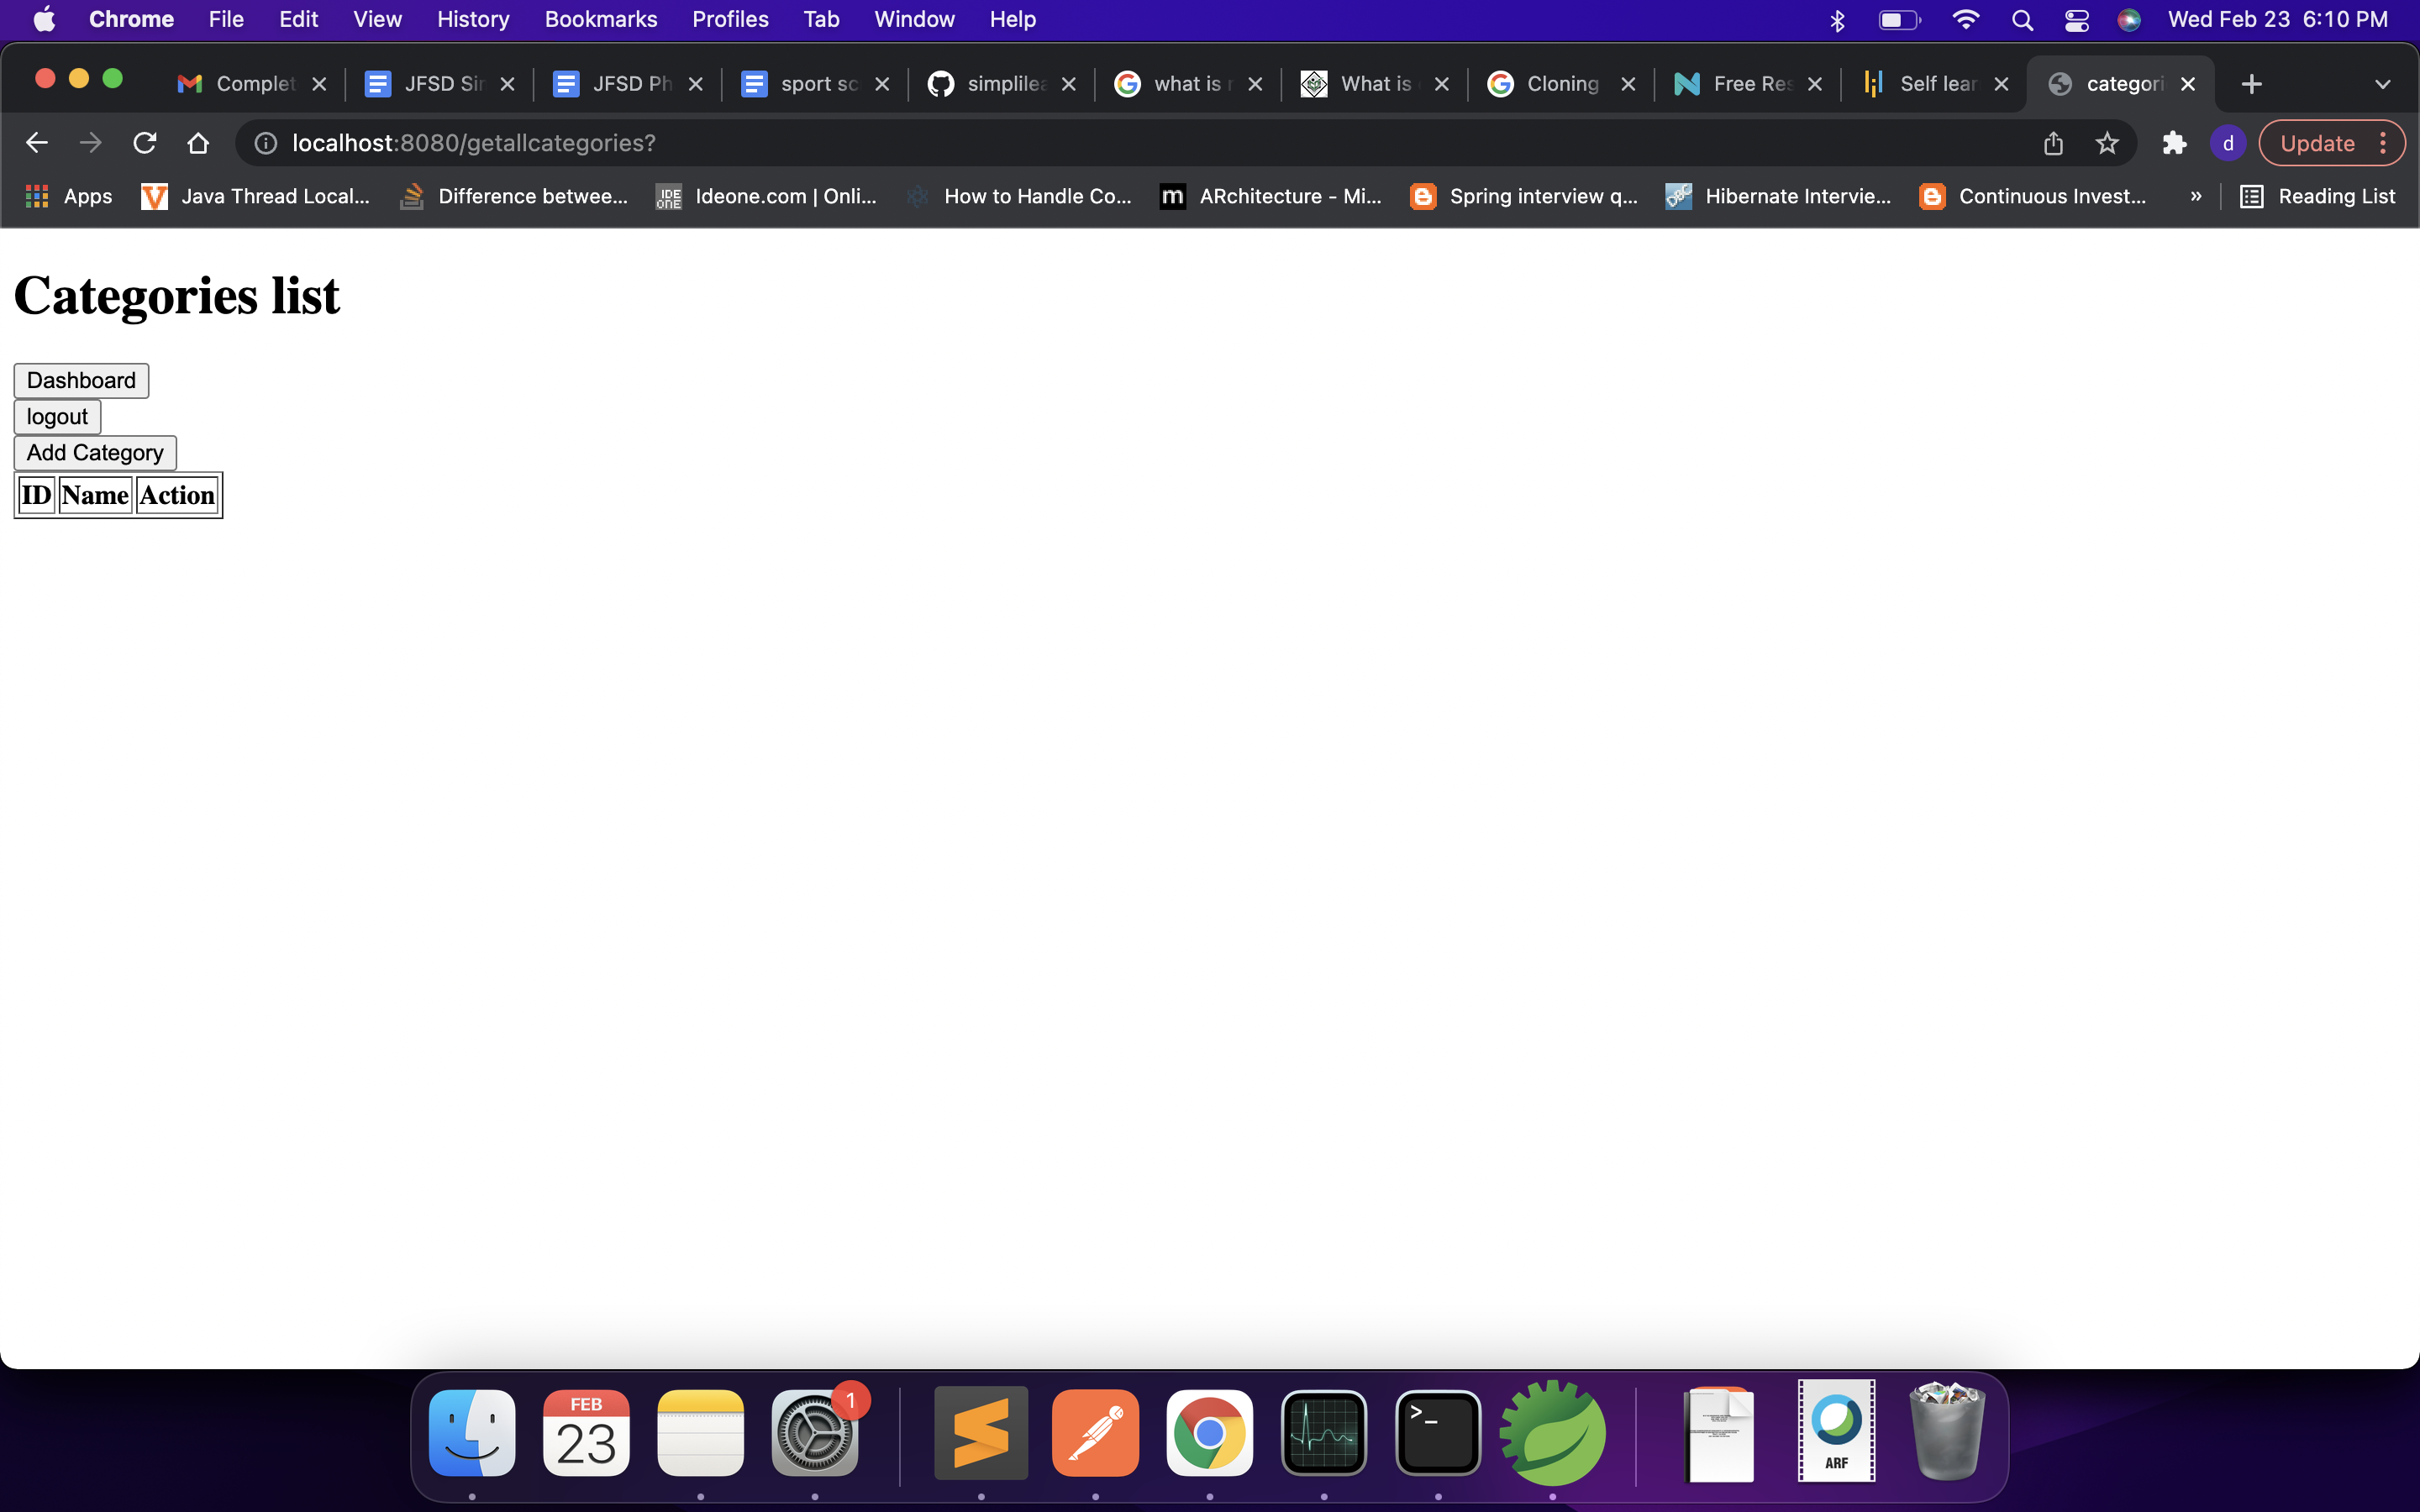 Chrome File Edit View History Bookmarks Profiles Tab Window Help Wed Feb 23 6:10 PM
Complet JFSD Sir JFSD Ph sport sc simplilea what is What is Cloning Free Res Self lear categori
localhost:8080/getallcategories? d Update
Apps Java Thread Local... IDE ONE Difference betwee... Ideone.com | Onli... How to Handle Co... m ARchitecture - Mi... Spring interview q... Hibernate Intervie... Continuous Invest... » Reading List
Categories list
Dashboard
logout
Add Category
ID Name Action
FEB
23
1
>_
ARF